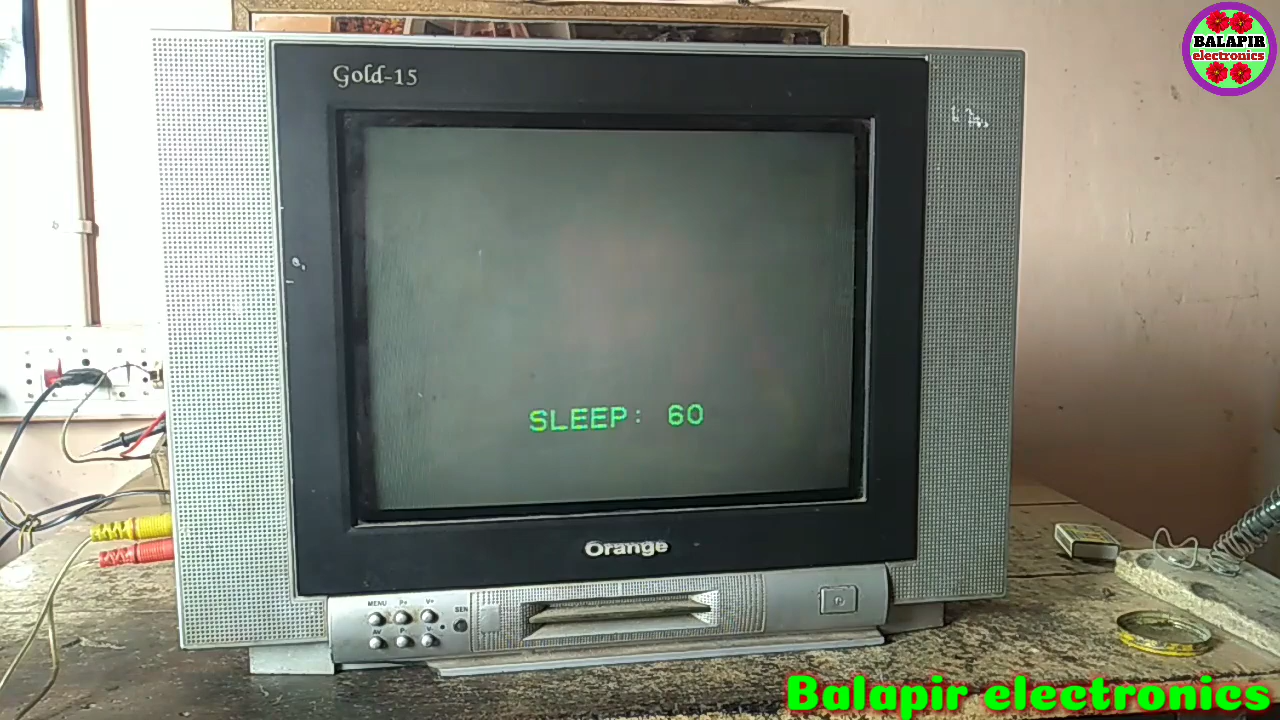 BALAPIR
electronics
Gold-15
SLEEP: 60
Orange
MENU P+ V+
SEN
AV P- V-
Balapir electronics